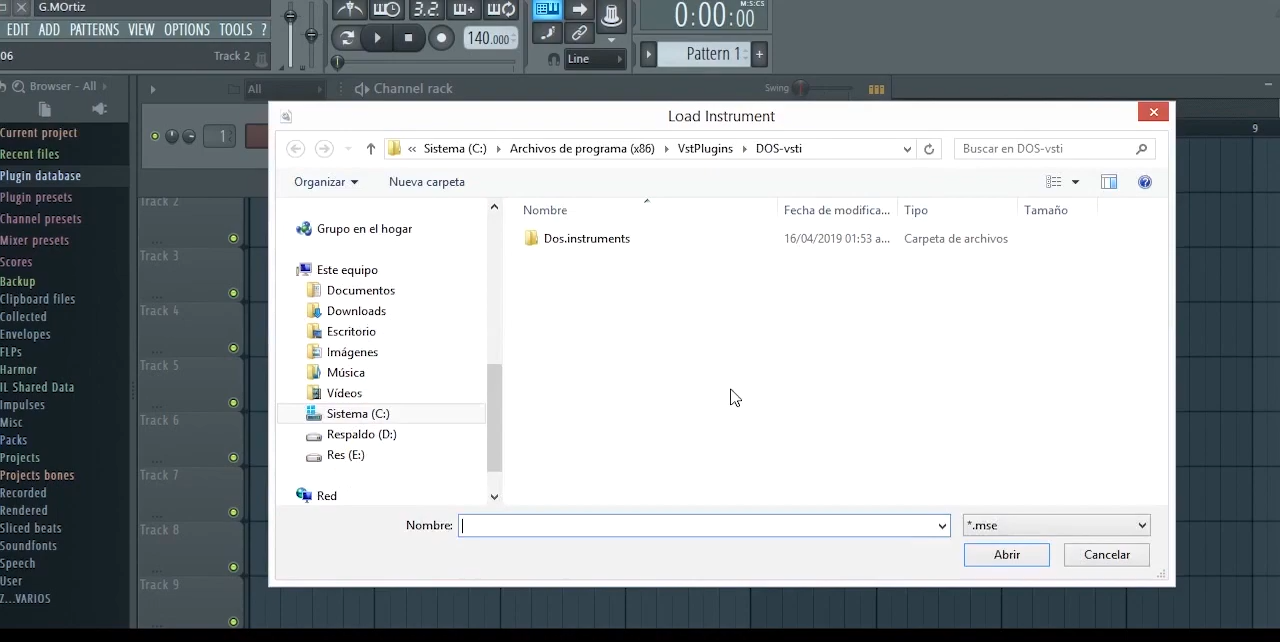 G.MOrtiz
EDIT ADD PATTERNS VIEW OPTIONS TOOLS ?
06
Track 2
3.2.
140.000
Line
0:00:00
M:S:CS
Pattern 1
+
Browser - All
All
Channel rack
Swing
1
9
Current project
Recent files
Plugin database
Plugin presets
Channel presets
Mixer presets
Scores
Backup
Clipboard files
Collected
Envelopes
FLPs
Harmor
IL Shared Data
Impulses
Misc
Packs
Projects
Projects bones
Recorded
Rendered
Sliced beats
Soundfonts
Speech
User
Z...VARIOS
Track 2
Track 3
Track 4
Track 5
Track 6
Track 7
Track 8
Track 9
Load Instrument
« Sistema (C:) Archivos de programa (x86) VstPlugins DOS-vsti
Buscar en DOS-vsti
Organizar
Nueva carpeta
Nombre
Fecha de modifica...
Tipo
Tamaño
Dos.instruments
16/04/2019 01:53 a...
Carpeta de archivos
Grupo en el hogar
Este equipo
Documentos
Downloads
Escritorio
Imágenes
Música
Vídeos
Sistema (C:)
Respaldo (D:)
Res (E:)
Red
Nombre:
*.mse
Abrir
Cancelar